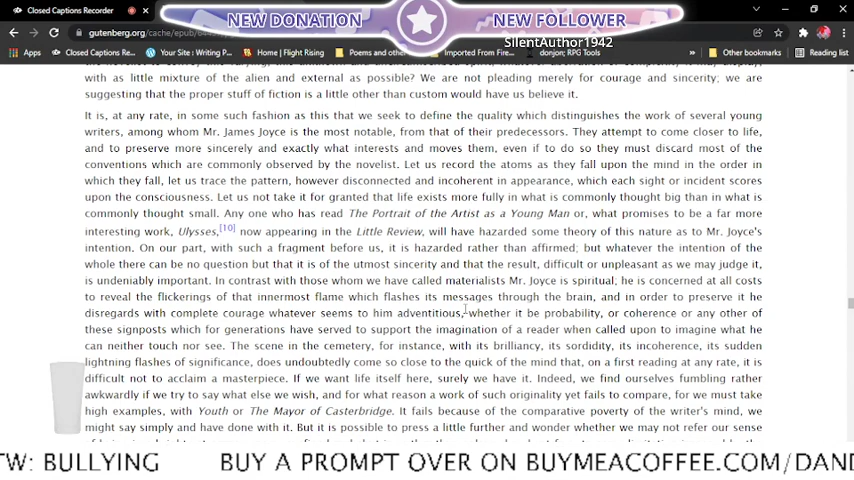 Closed Captions Recorder
NEW DONATION
NEW FOLLOWER
gutenberg.org/cache/epub/
SilentAuthor1942
Apps
Closed Captions Rec...
Your Site : Writing P...
Home | Flight Rising
Poems and other
Imported From Fire...
donjon; RPG Tools
»
Other bookmarks
Reading list
with as little mixture of the alien and external as possible? We are not pleading merely for courage and sincerity; we are
suggesting that the proper stuff of fiction is a little other than custom would have us believe it.
It is, at any rate, in some such fashion as this that we seek to define the quality which distinguishes the work of several young
writers, among whom Mr. James Joyce is the most notable, from that of their predecessors. They attempt to come closer to life,
and to preserve more sincerely and exactly what interests and moves them, even if to do so they must discard most of the
conventions which are commonly observed by the novelist. Let us record the atoms as they fall upon the mind in the order in
which they fall, let us trace the pattern, however disconnected and incoherent in appearance, which each sight or incident scores
upon the consciousness. Let us not take it for granted that life exists more fully in what is commonly thought big than in what is
commonly thought small. Any one who has read The Portrait of the Artist as a Young Man or, what promises to be a far more
interesting work, Ulysses,[10] now appearing in the Little Review, will have hazarded some theory of this nature as to Mr. Joyce's
intention. On our part, with such a fragment before us, it is hazarded rather than affirmed; but whatever the intention of the
whole there can be no question but that it is of the utmost sincerity and that the result, difficult or unpleasant as we may judge it,
is undeniably important. In contrast with those whom we have called materialists Mr. Joyce is spiritual; he is concerned at all costs
to reveal the flickerings of that innermost flame which flashes its messages through the brain, and in order to preserve it he
disregards with complete courage whatever seems to him adventitious, whether it be probability, or coherence or any other of
these signposts which for generations have served to support the imagination of a reader when called upon to imagine what he
can neither touch nor see. The scene in the cemetery, for instance, with its brilliancy, its sordidity, its incoherence, its sudden
lightning flashes of significance, does undoubtedly come so close to the quick of the mind that, on a first reading at any rate, it is
difficult not to acclaim a masterpiece. If we want life itself here, surely we have it. Indeed, we find ourselves fumbling rather
awkwardly if we try to say what else we wish, and for what reason a work of such originality yet fails to compare, for we must take
high examples, with Youth or The Mayor of Casterbridge. It fails because of the comparative poverty of the writer's mind, we
might say simply and have done with it. But it is possible to press a little further and wonder whether we may not refer our sense
TW: BULLYING BUY A PROMPT OVER ON BUYMEACOFFEE.COM/DAND